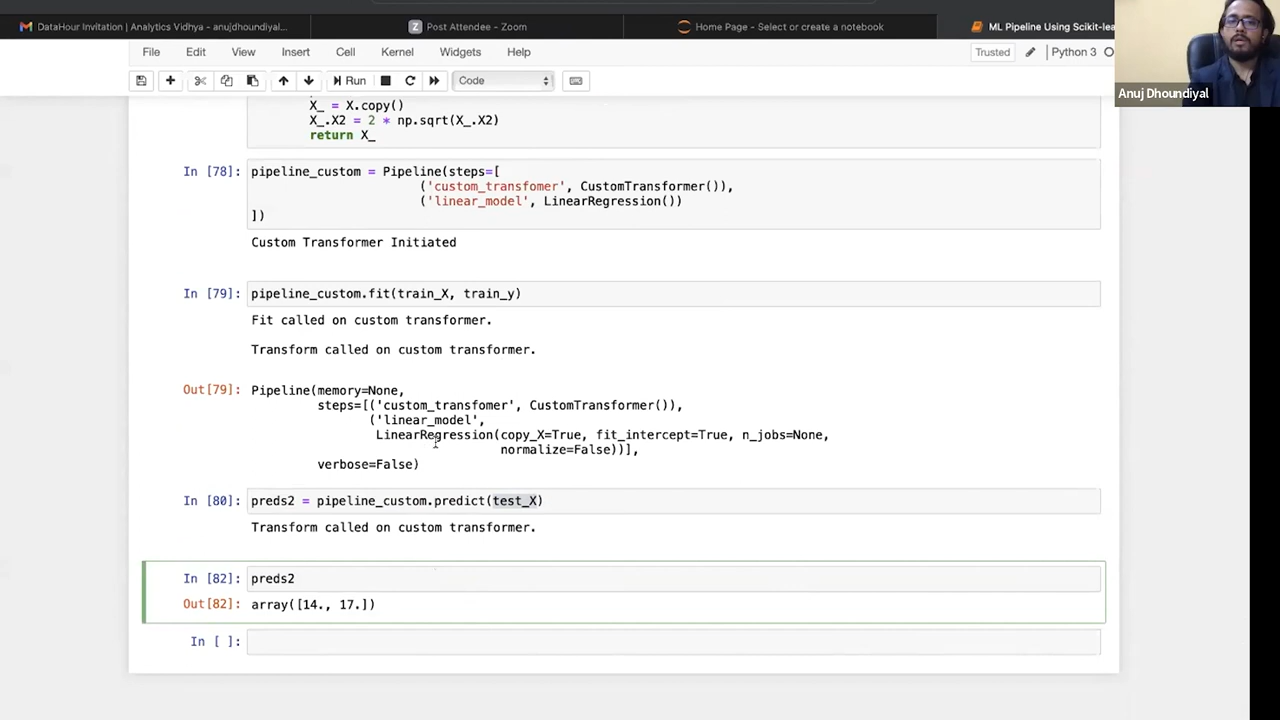 DataHour Invitation | Analytics Vidhya - anujdhoundiyal...
Post Attendee - Zoom
Home Page - Select or create a notebook
ML Pipeline Using Scikit-lea
File Edit View Insert Cell Kernel Widgets Help
Trusted
Python 3
Run
Code
Anuj Dhoundiyal
X_ = X.copy()
X_.X2 = 2 * np.sqrt(X_.X2)
return X_
In [78]: pipeline_custom = Pipeline(steps=[
('custom_transfomer', CustomTransformer()),
('linear_model', LinearRegression())
])
Custom Transformer Initiated
In [79]: pipeline_custom.fit(train_X, train_y)
Fit called on custom transformer.
Transform called on custom transformer.
Out[79]: Pipeline(memory=None,
steps=[('custom_transfomer', CustomTransformer()),
('linear_model',
LinearRegression(copy_X=True, fit_intercept=True, n_jobs=None,
normalize=False))],
verbose=False)
In [80]: preds2 = pipeline_custom.predict(test_X)
Transform called on custom transformer.
In [82]: preds2
Out[82]: array([14., 17.])
In [ ]: